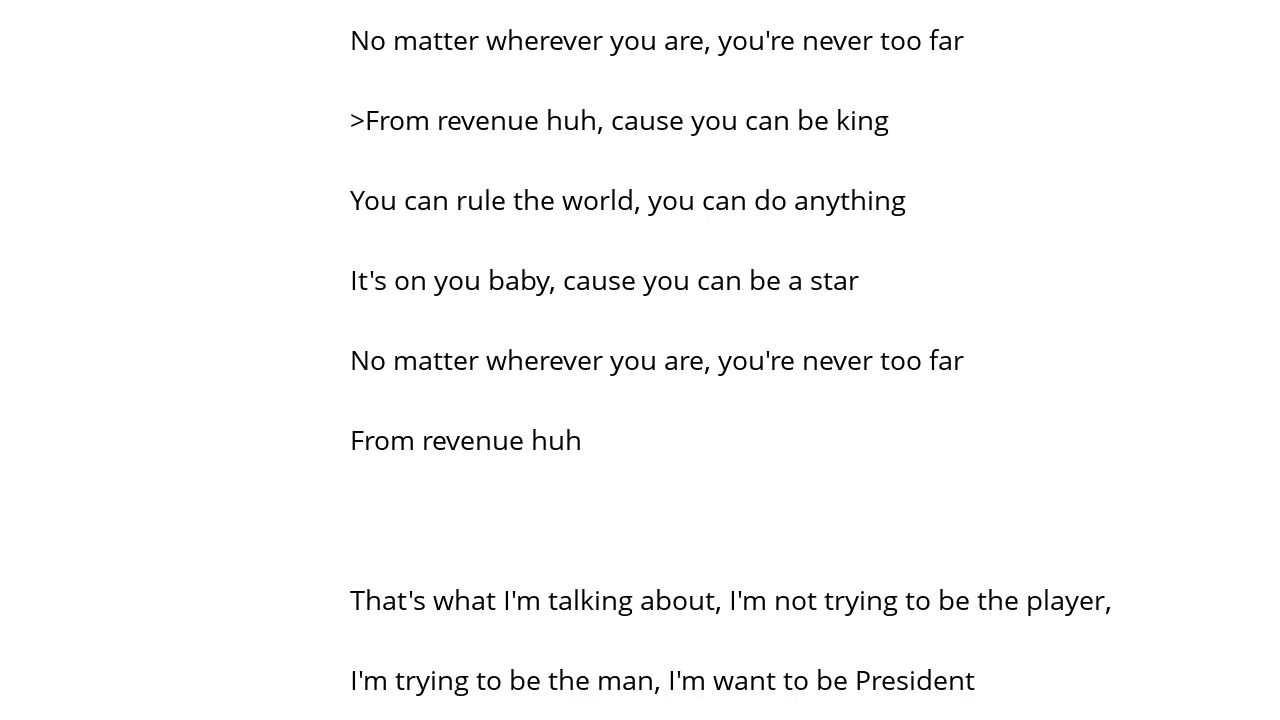 No matter wherever you are, you're never too far
>From revenue huh, cause you can be king
You can rule the world, you can do anything
It's on you baby, cause you can be a star
No matter wherever you are, you're never too far
From revenue huh
That's what I'm talking about, I'm not trying to be the player,
I'm trying to be the man, I'm want to be President